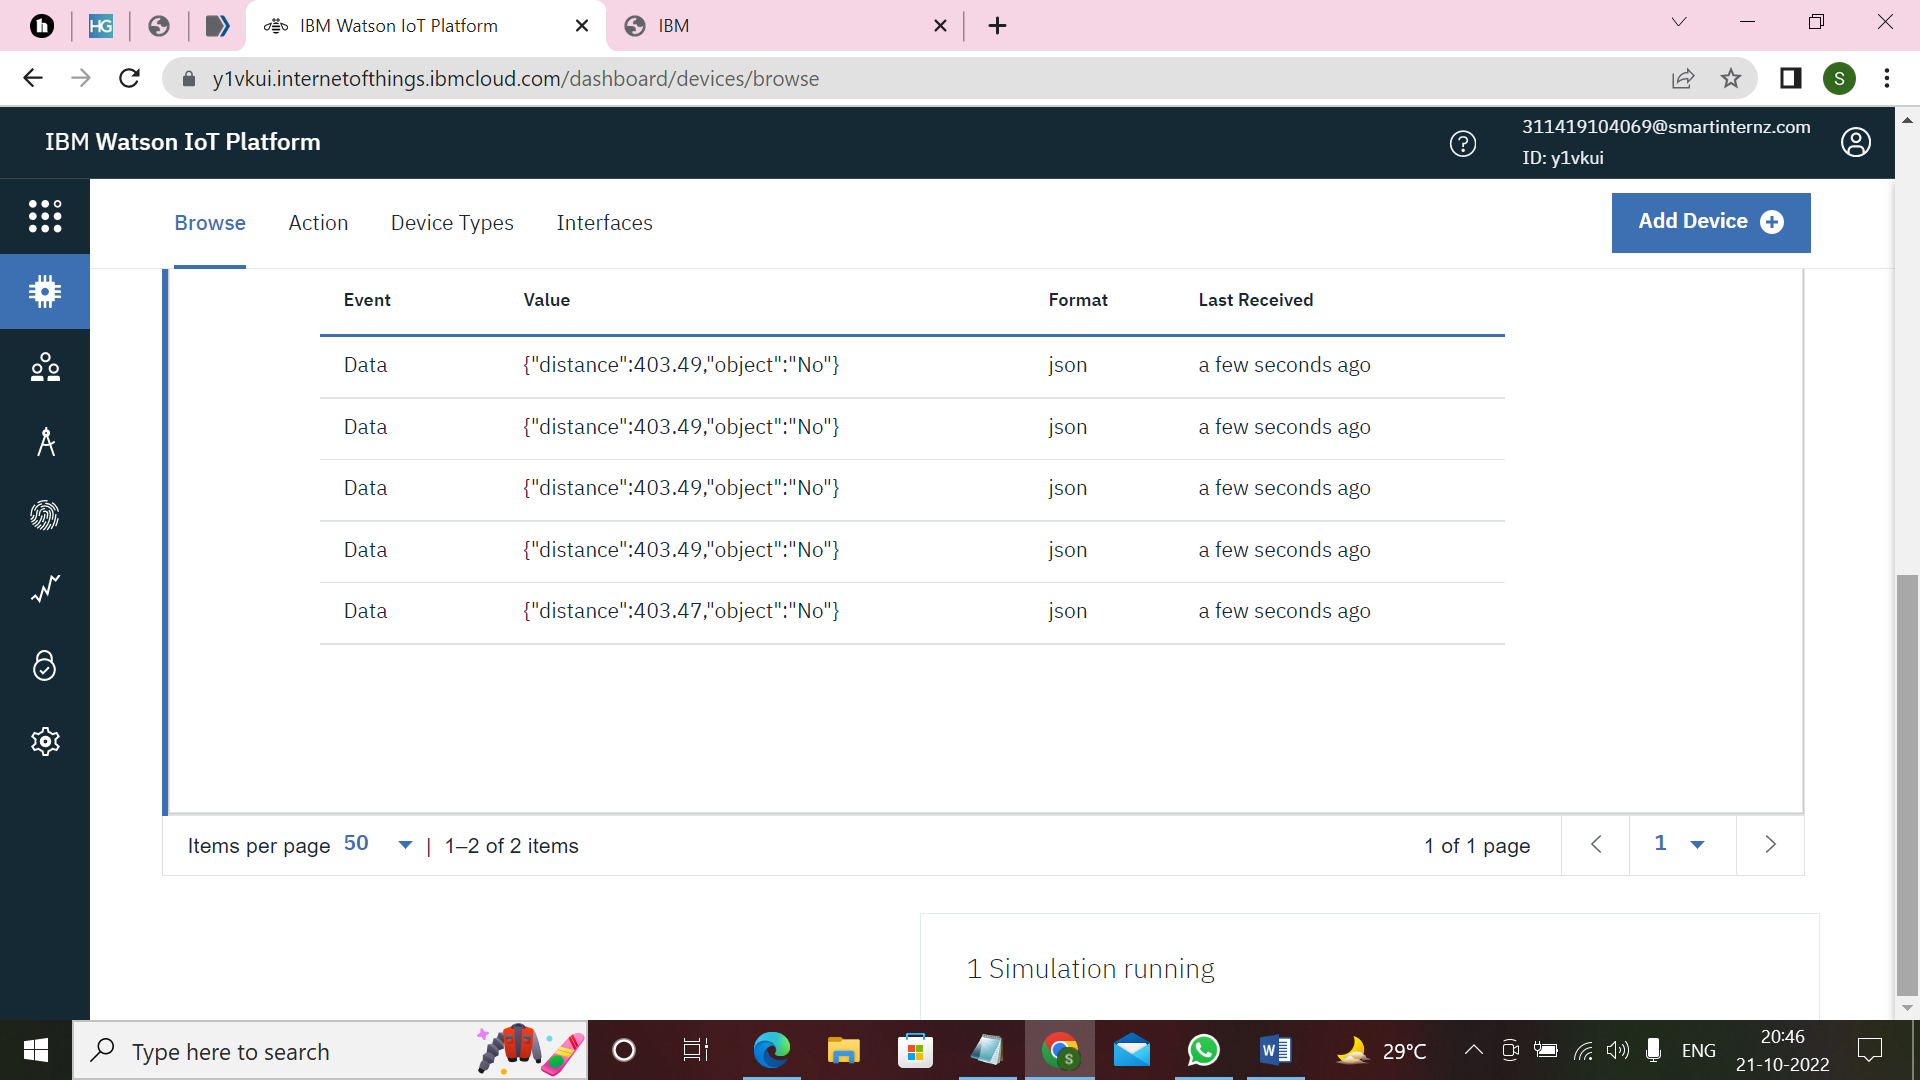 h
HG
IBM Watson IoT Platform
IBM
y1vkui.internetofthings.ibmcloud.com/dashboard/devices/browse
S
IBM Watson IoT Platform
?
311419104069@smartinternz.com
ID: y1vkui
Browse Action Device Types Interfaces
Add Device
Event Value Format Last Received
Data {"distance":403.49,"object":"No"} json a few seconds ago
Data {"distance":403.49,"object":"No"} json a few seconds ago
Data {"distance":403.49,"object":"No"} json a few seconds ago
Data {"distance":403.49,"object":"No"} json a few seconds ago
Data {"distance":403.47,"object":"No"} json a few seconds ago
Items per page 50 | 1–2 of 2 items 1 of 1 page 1
1 Simulation running
Type here to search
S
W
29°C
ENG
20:46
21-10-2022